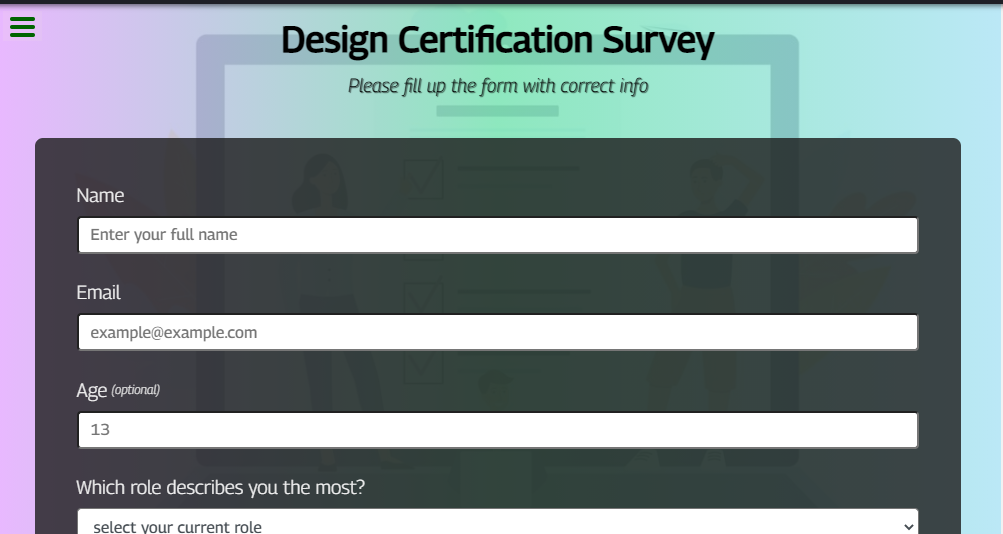 Design Certification Survey
Please fill up the form with correct info
Name
Enter your full name
Email
example@example.com
Age (optional)
13
Which role describes you the most?
select your current role